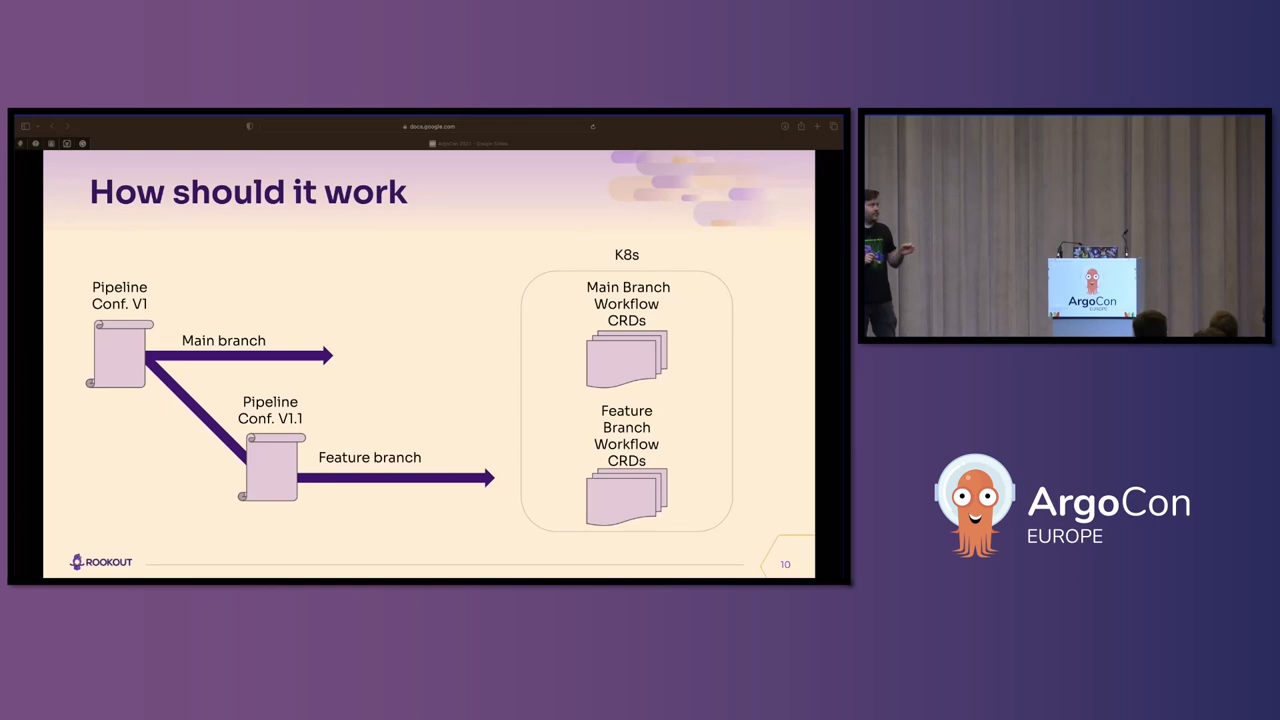 docs.google.com
How should it work
K8s
Pipeline
Conf. V1
Main branch
Pipeline
Conf. V1.1
Feature branch
Main Branch
Workflow
CRDs
Feature
Branch
Workflow
CRDs
ROOKOUT
10
ArgoCon
EUROPE
ArgoCon
EUROPE